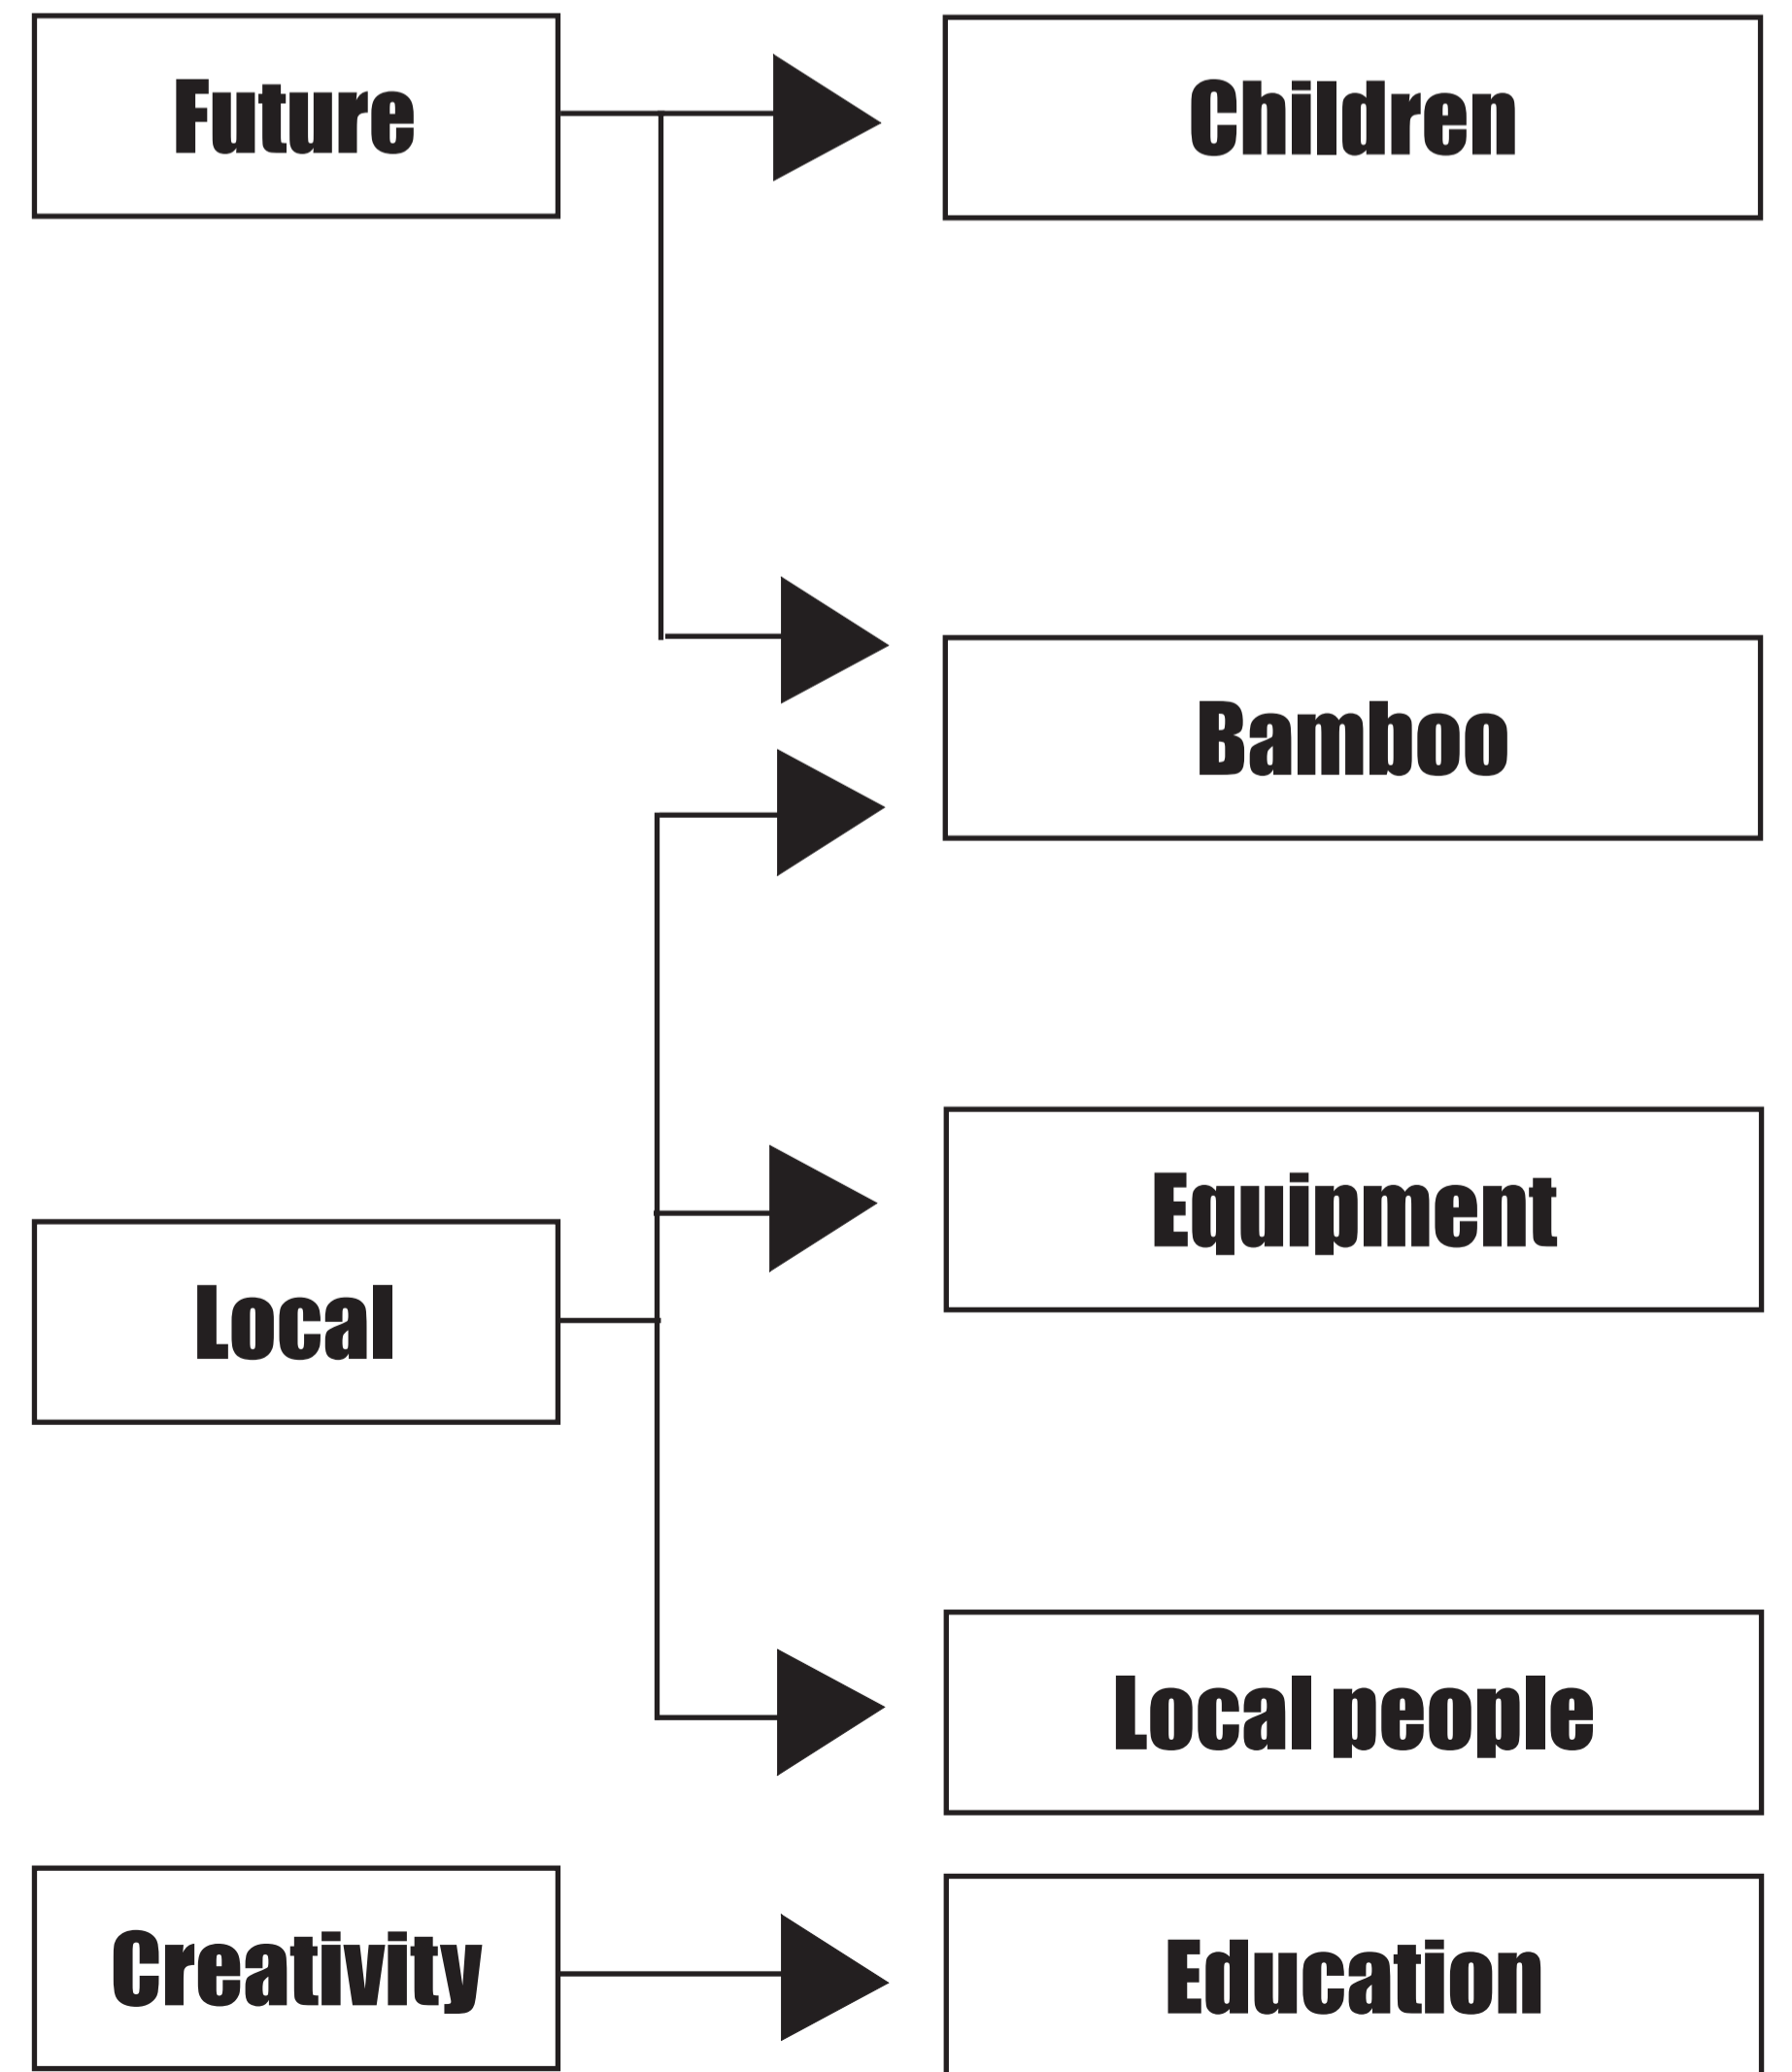 Future
Children
Bamboo
Equipment
Local
Local people
Creativity
Education